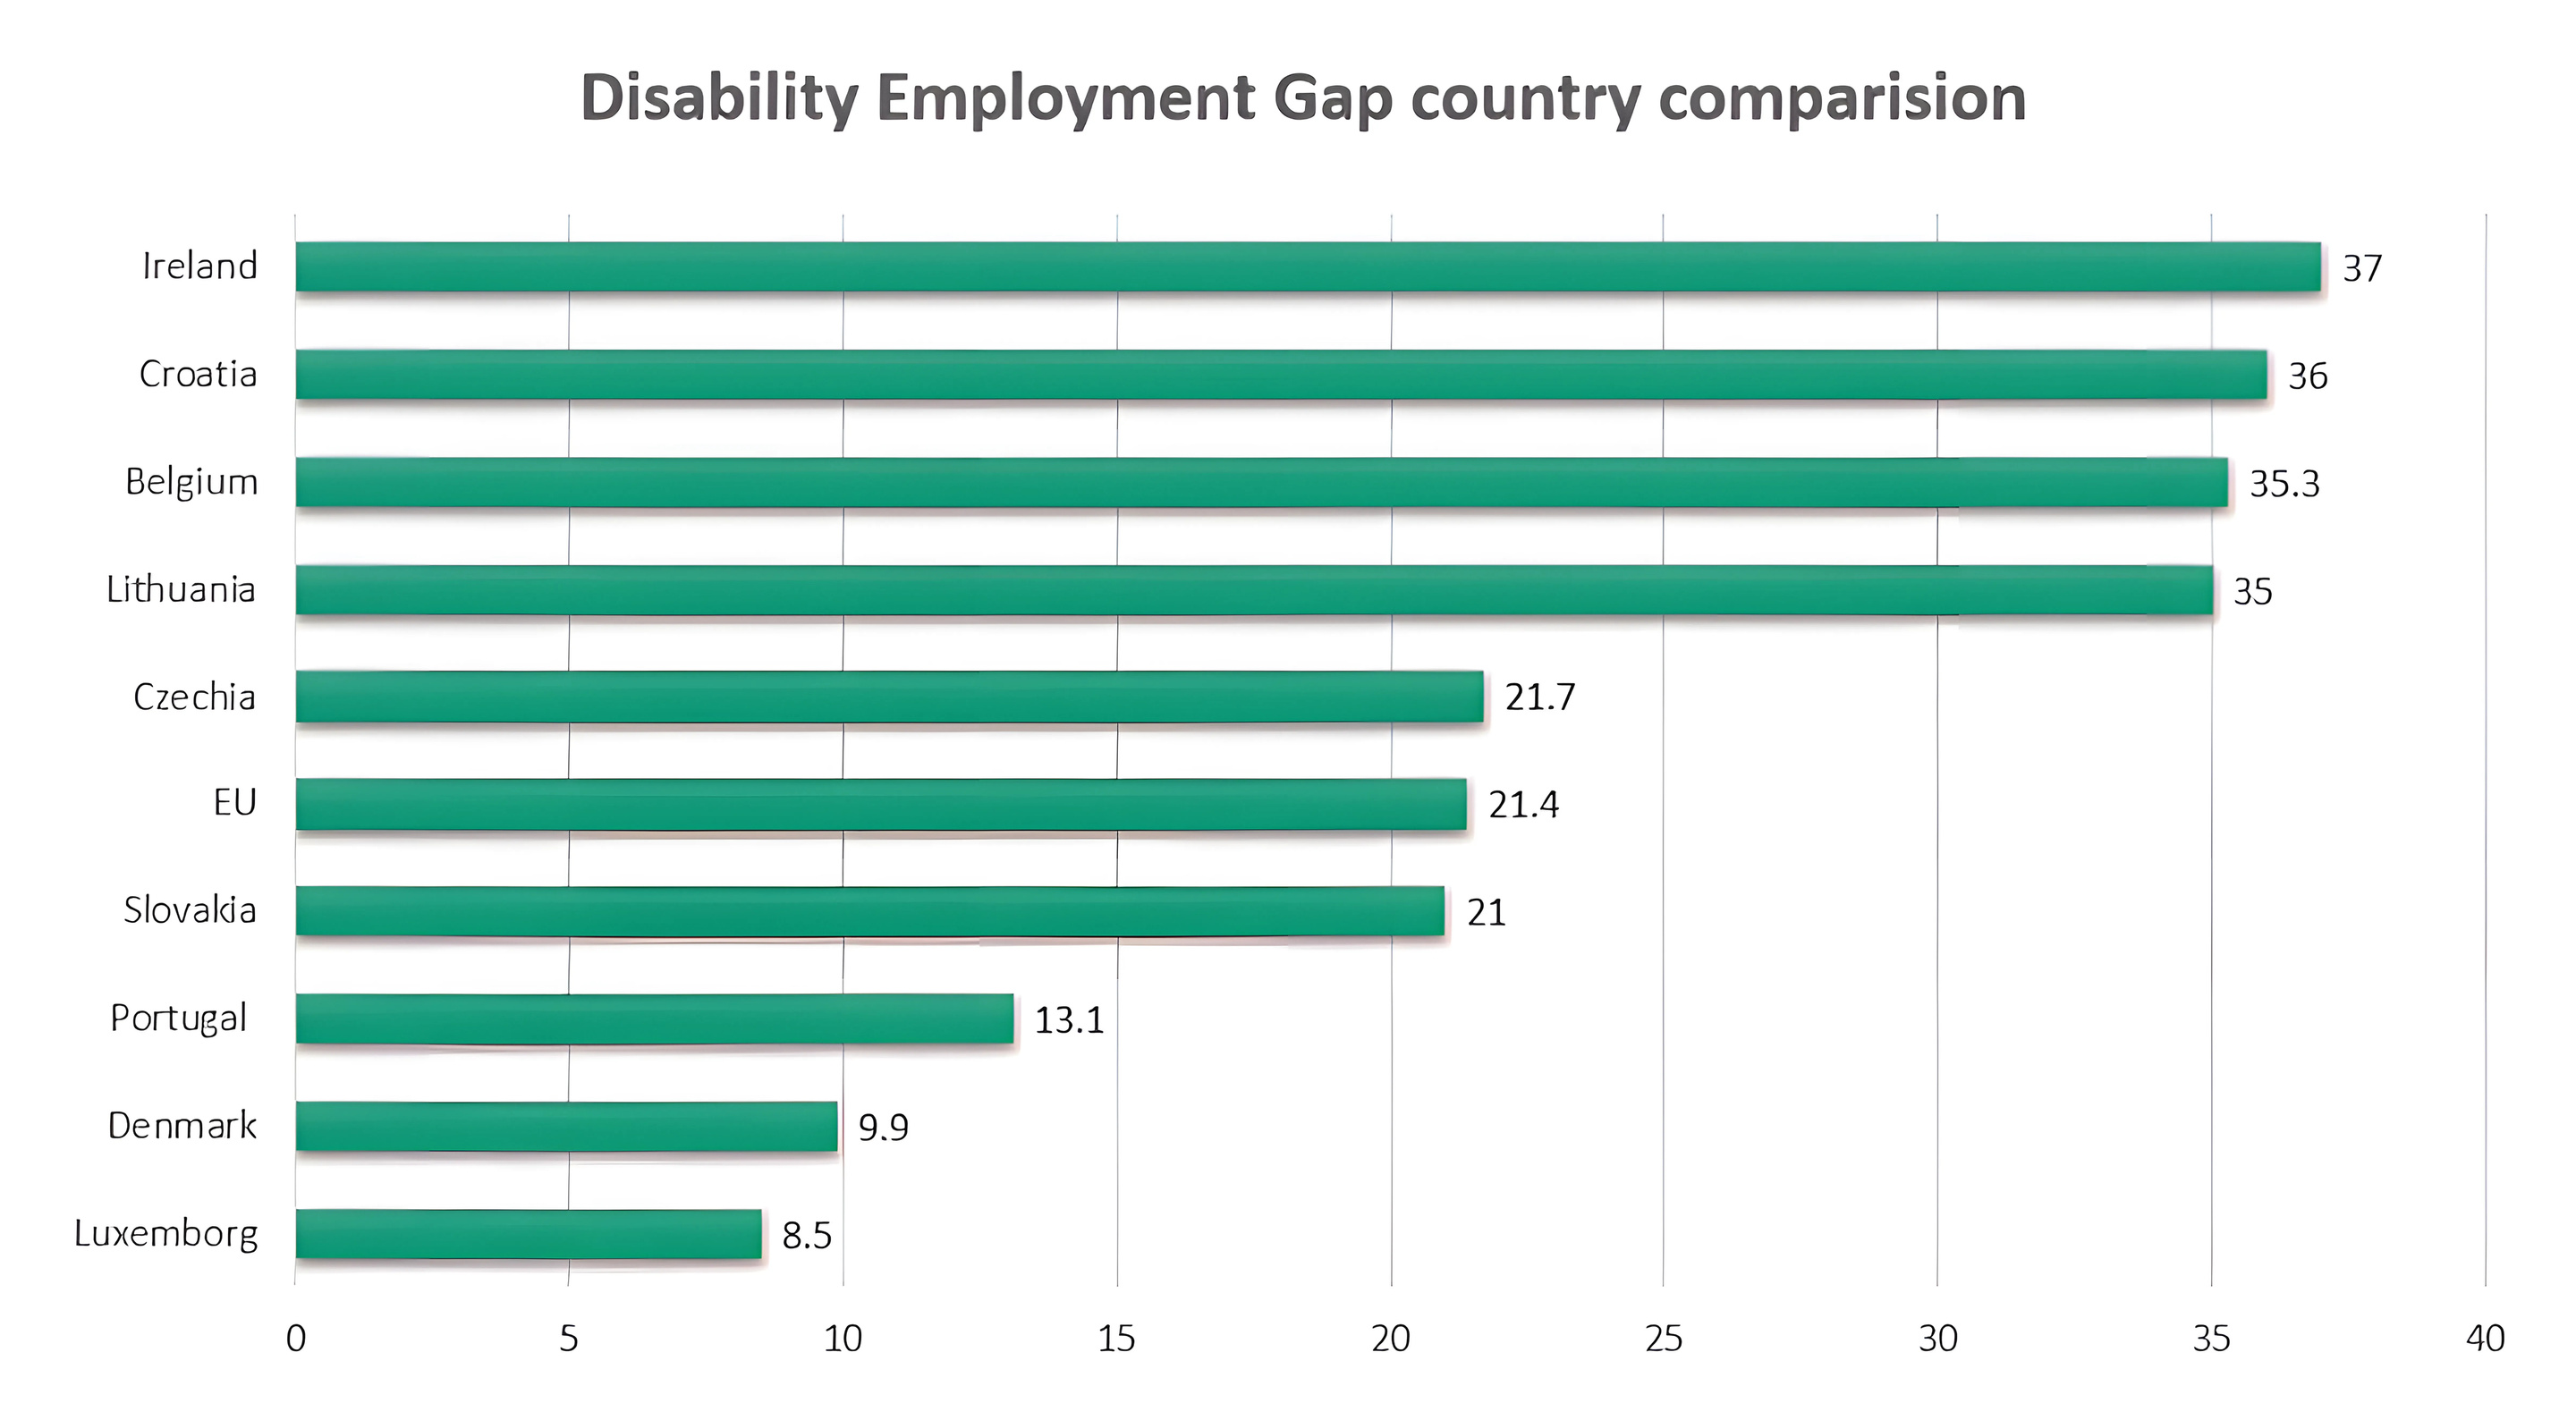 Disability Employment Gap country comparision
Ireland 37
Croatia 36
Belgium 35.3
Lithuania 35
Czechia 21.7
EU 21.4
Slovakia 21
Portugal 13.1
Denmark 9.9
Luxemborg 8.5
0 5 10 15 20 25 30 35 40